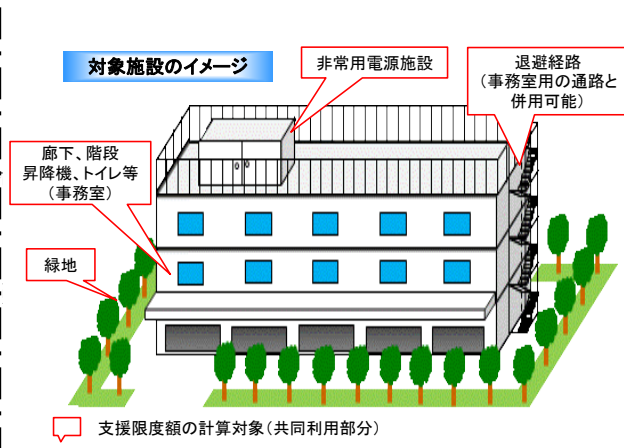 対象施設のイメージ
非常用電源施設
退避経路
（事務室用の通路と
併用可能）
廊下、階段
昇降機、トイレ等
（事務室）
緑地
支援限度額の計算対象（共同利用部分）